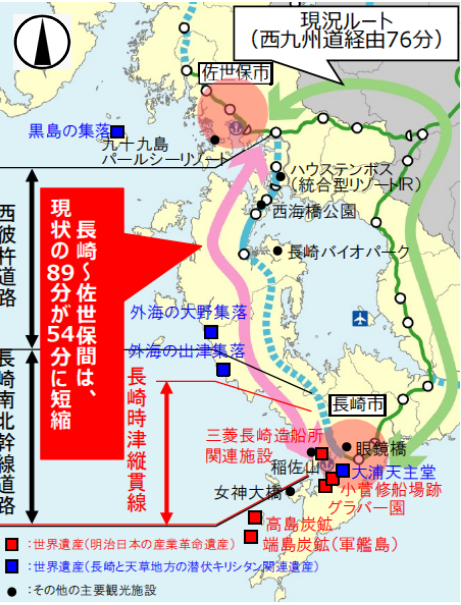 現況ルート
(西九州道経由76分)
佐世保市
黒島の集落
九十九島
パールシーリゾート
ハウステンボス
(統合型リゾートIR)
西海橋公園
長崎バイオパーク
西彼杵道路
長崎~佐世保間は、
現状の89分が54分に短縮
外海の大野集落
外海の出津集落
長崎南北幹線道路
長崎時津縦貫線
長崎市
三菱長崎造船所
関連施設
眼鏡橋
稲佐山
大浦天主堂
女神大橋
小菅修船場跡
グラバー園
高島炭鉱
端島炭鉱(軍艦島)
:世界遺産(明治日本の産業革命遺産)
:世界遺産(長崎と天草地方の潜伏キリシタン関連遺産)
:その他の主要観光施設